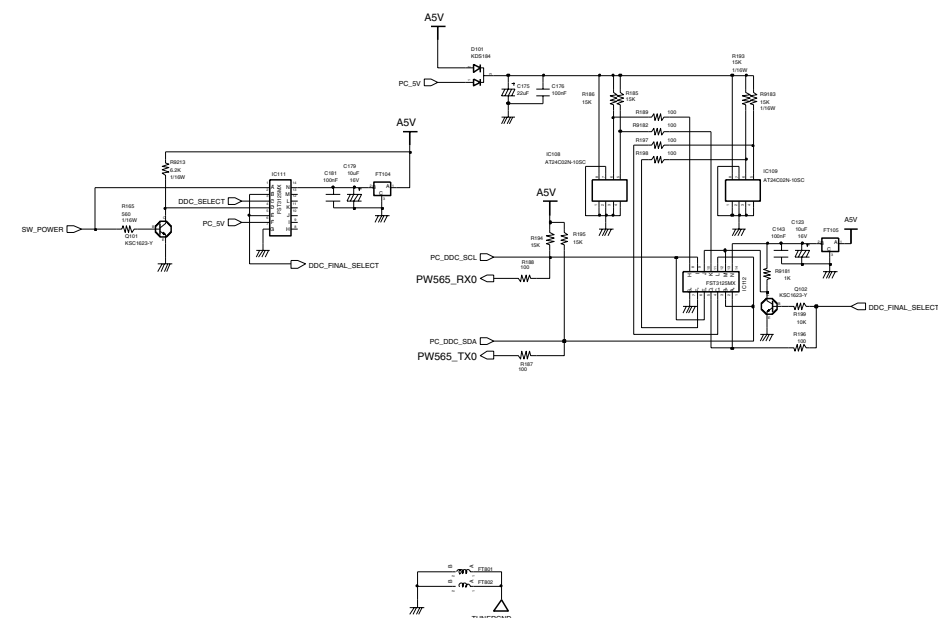 A5V
D101
KDS184
PC_5V
C175
22uF
C176
100nF
R186
15K
R185
15K
R193
15K
1/16W
R9183
15K
1/16W
R189 100
R9182 100
R197 100
R198 100
IC108
AT24C02N-10SC
IC109
AT24C02N-10SC
A5V
R9013
6.2K
1/16W
IC111
FST3125MX
C181
100nF
C179
10uF
16V
FT104
DDC_SELECT
R165
560
1/16W
Q101
KSC1623-Y
SW_POWER
PC_5V
DDC_FINAL_SELECT
A5V
R194
15K
R195
15K
PC_DDC_SCL
R188
100
PW565_RX0
PC_DDC_SDA
PW565_TX0
R187
100
IC112
FST3125MX
C143
100nF
C123
10uF
16V
FT105
A5V
R9181
1K
Q102
KSC1623-Y
R199
10K
R196
100
DDC_FINAL_SELECT
B A FT801
B A FT802